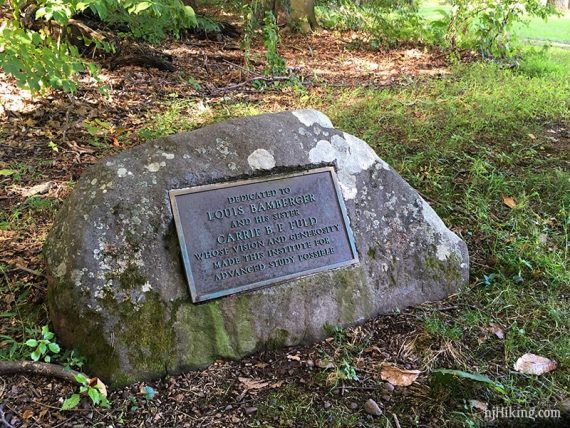 DEDICATED TO
LOUIS BAMBERGER
AND HIS SISTER
CARRIE B. F. FULD
WHOSE VISION AND GENEROSITY
MADE THIS INSTITUTE FOR
ADVANCED STUDY POSSIBLE
njHiking.com